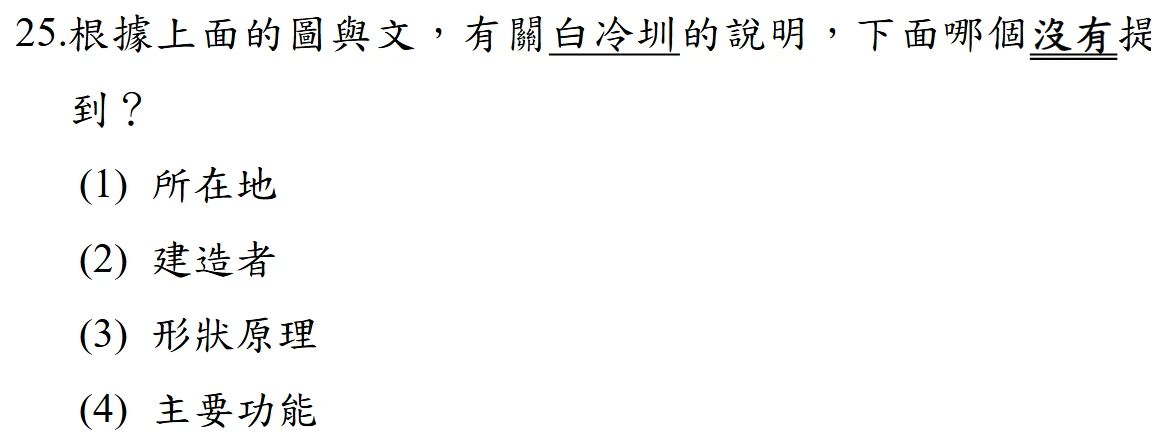 25.根據上面的圖與文，有關白冷圳的說明，下面哪個沒有提
到？
(1) 所在地
(2) 建造者
(3) 形狀原理
(4) 主要功能